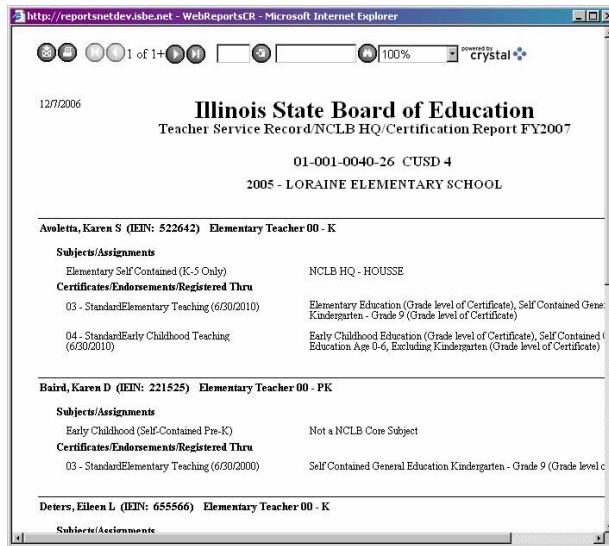 http://reportsnetdev.isbe.net - WebReportsCR - Microsoft Internet Explorer
1 of 1+ 100% powered by crystal
12/7/2006
Illinois State Board of Education
Teacher Service Record/NCLB HQ/Certification Report FY2007
01-001-0040-26 CUSD 4
2005 - LORAINE ELEMENTARY SCHOOL
Avoletta, Karen S (IEIN: 522642) Elementary Teacher 00 - K
Subjects/Assignments
Elementary Self Contained (K-5 Only) NCLB HQ - HOUSSE
Certificates/Endorsements/Registered Thru
03 - StandardElementary Teaching (6/30/2010) Elementary Education (Grade level of Certificate), Self Contained Gene
Kindergarten - Grade 9 (Grade level of Certificate)
04 - StandardEarly Childhood Teaching Early Childhood Education (Grade level of Certificate), Self Contained
(6/30/2010) Education Age 0-6, Excluding Kindergarten (Grade level of Certificate)
Baird, Karen D (IEIN: 221525) Elementary Teacher 00 - PK
Subjects/Assignments
Early Childhood (Self-Contained Pre-K) Not a NCLB Core Subject
Certificates/Endorsements/Registered Thru
03 - StandardElementary Teaching (6/30/2000) Self Contained General Education Kindergarten - Grade 9 (Grade level c
Deters, Eileen L (IEIN: 655566) Elementary Teacher 00 - K
Subjects/Assignments